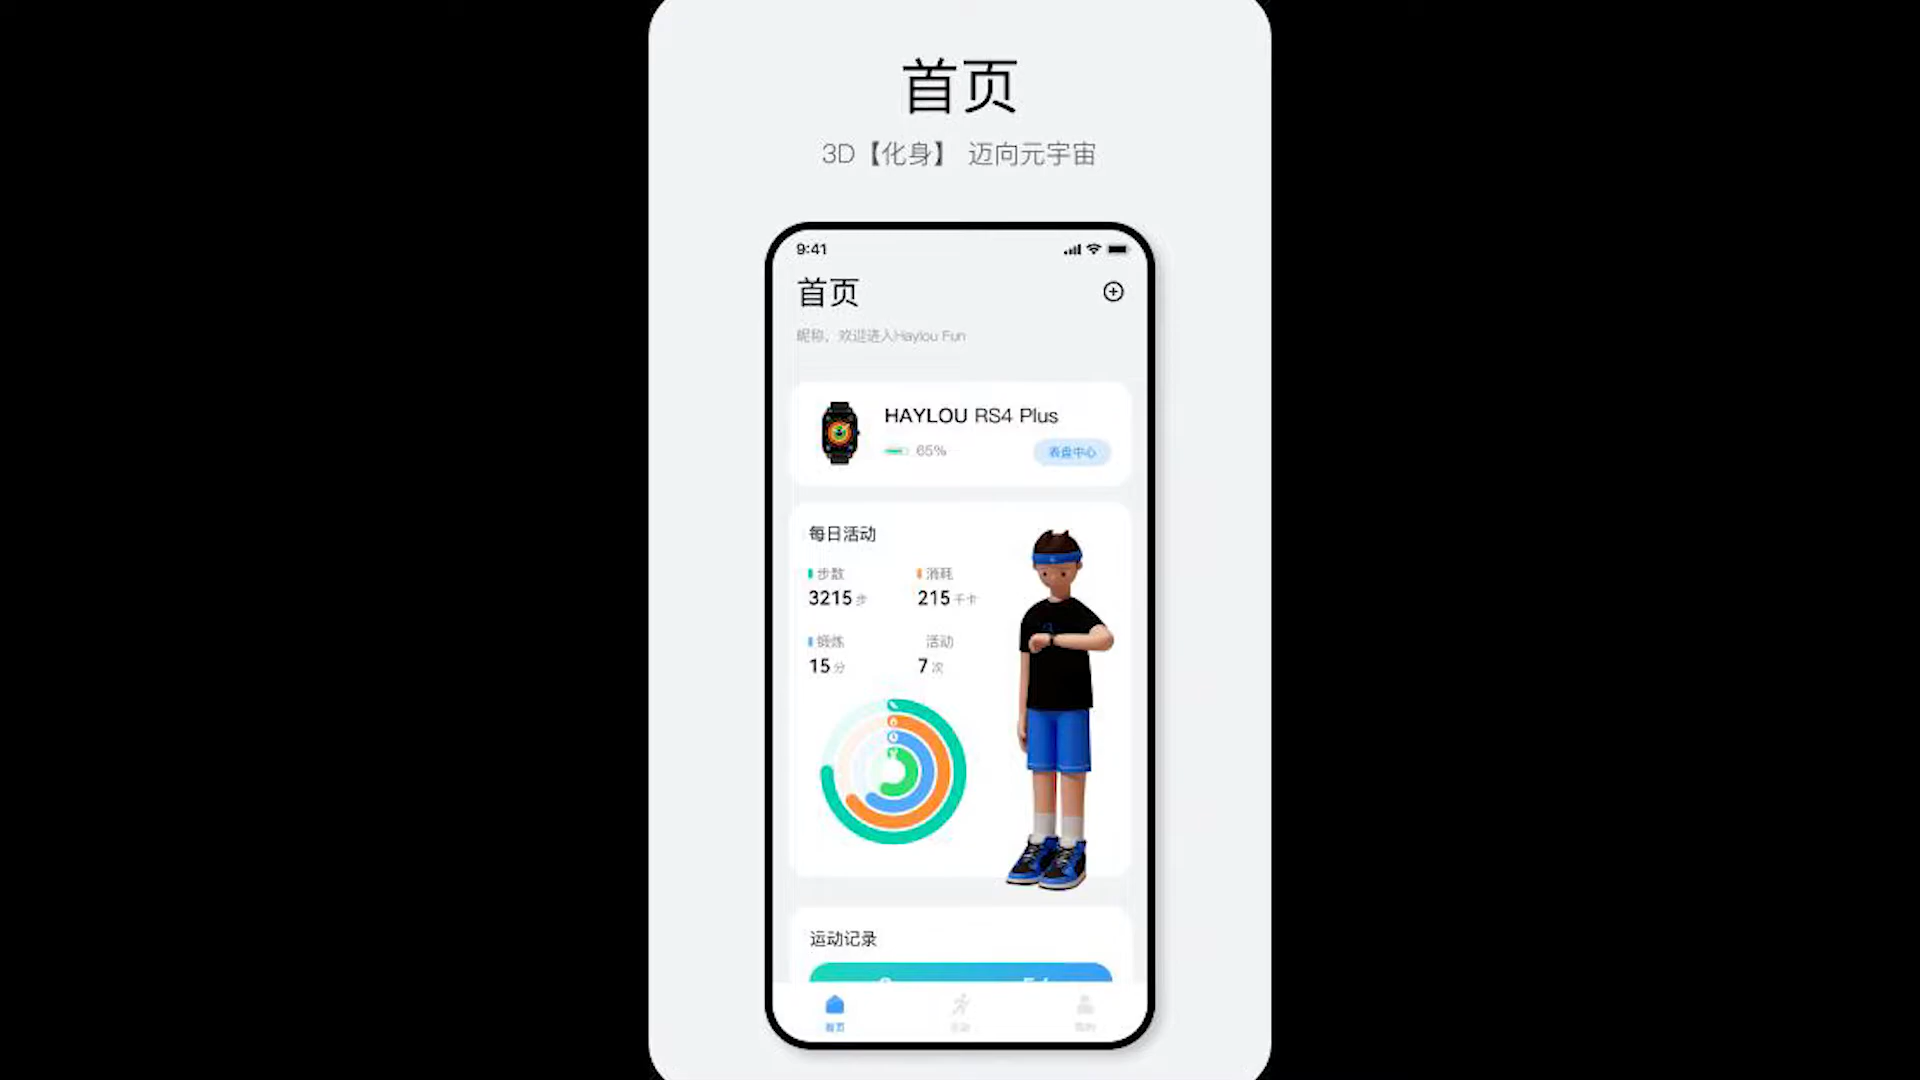 首页
3D【化身】 迈向元宇宙
9:41
首页
昵称，欢迎进入Haylou Fun
HAYLOU RS4 Plus
65%
表盘中心
每日活动
步数
消耗
3215 步
215 千卡
锻炼
活动
15 分
7 次
运动记录
首页